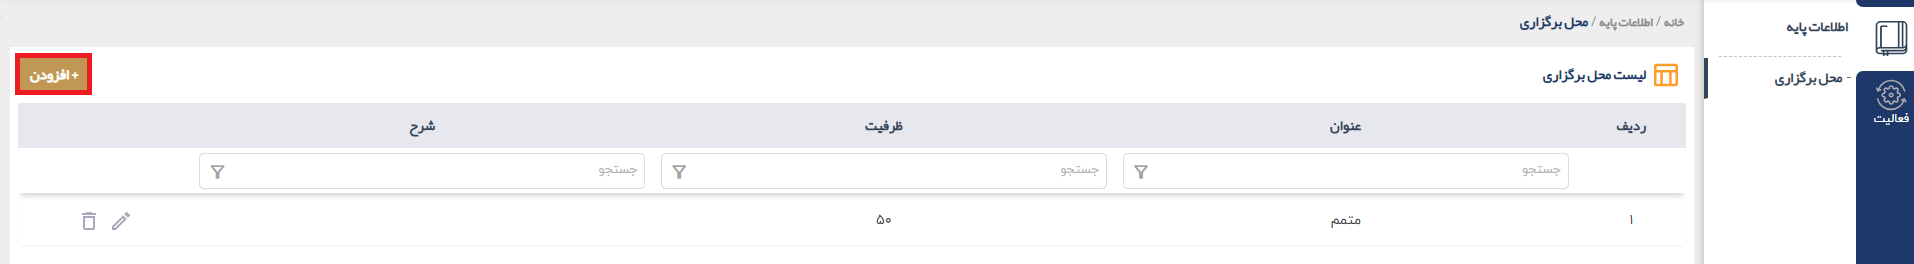 اطلاعات پایه
- محل برگزاری
فعالیت
خانه / اطلاعات پایه / محل برگزاری
لیست محل برگزاری
+ افزودن
ردیف عنوان ظرفیت شرح
جستجو جستجو جستجو
۱ متمم ۵۰